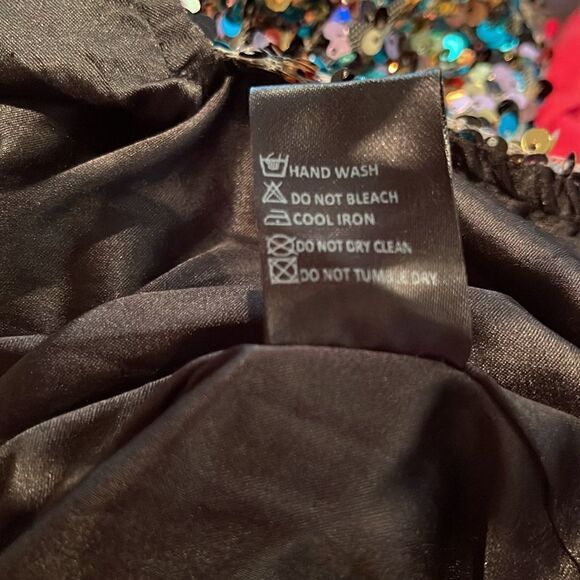 HAND WASH
DO NOT BLEACH
COOL IRON
DO NOT DRY CLEAN
DO NOT TUMBLE DRY